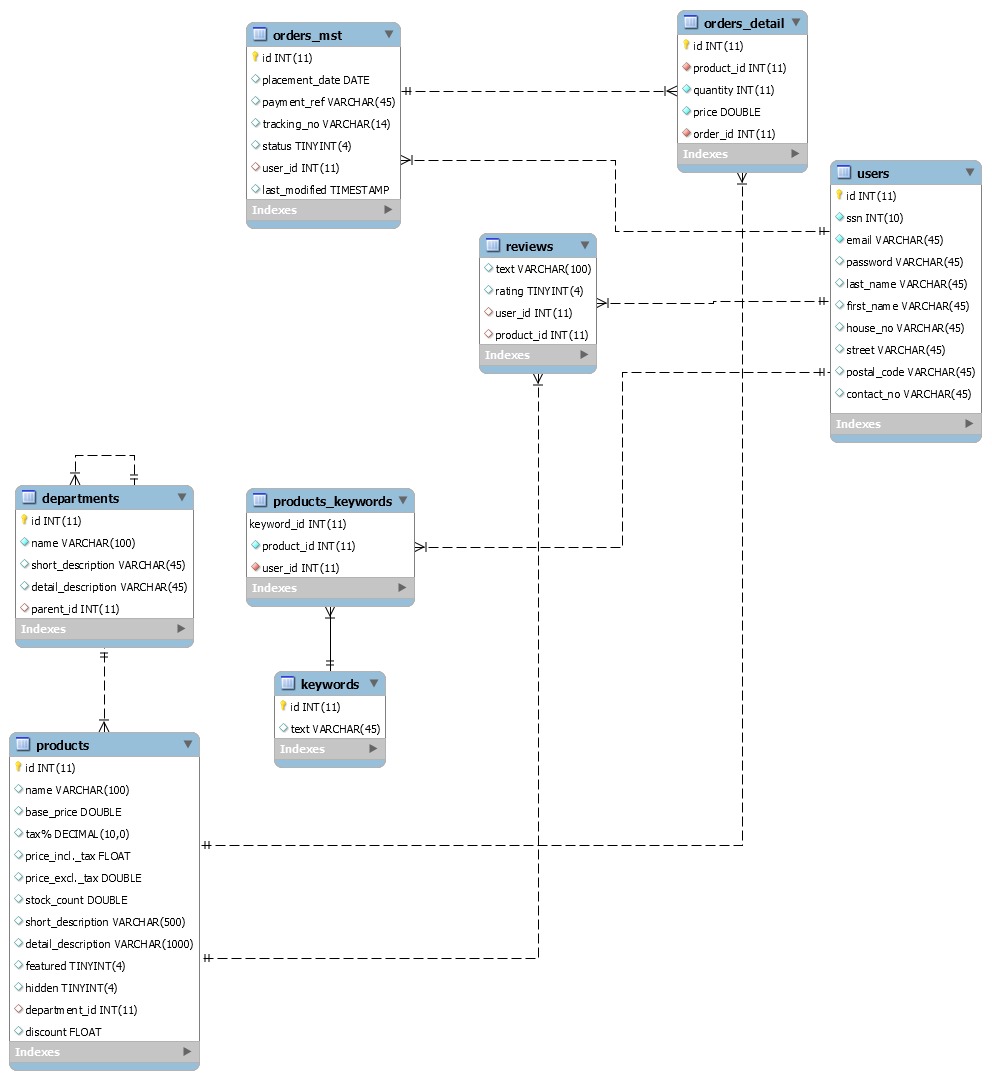 orders_mst
id INT(11)
placement_date DATE
payment_ref VARCHAR(45)
tracking_no VARCHAR(14)
status TINYINT(4)
user_id INT(11)
last_modified TIMESTAMP
Indexes
orders_detail
id INT(11)
product_id INT(11)
quantity INT(11)
price DOUBLE
order_id INT(11)
Indexes
users
id INT(11)
ssn INT(10)
email VARCHAR(45)
password VARCHAR(45)
last_name VARCHAR(45)
first_name VARCHAR(45)
house_no VARCHAR(45)
street VARCHAR(45)
postal_code VARCHAR(45)
contact_no VARCHAR(45)
Indexes
reviews
text VARCHAR(100)
rating TINYINT(4)
user_id INT(11)
product_id INT(11)
Indexes
departments
id INT(11)
name VARCHAR(100)
short_description VARCHAR(45)
detail_description VARCHAR(45)
parent_id INT(11)
Indexes
products_keywords
keyword_id INT(11)
product_id INT(11)
user_id INT(11)
Indexes
keywords
id INT(11)
text VARCHAR(45)
Indexes
products
id INT(11)
name VARCHAR(100)
base_price DOUBLE
tax% DECIMAL(10,0)
price_incl._tax FLOAT
price_excl._tax DOUBLE
stock_count DOUBLE
short_description VARCHAR(500)
detail_description VARCHAR(1000)
featured TINYINT(4)
hidden TINYINT(4)
department_id INT(11)
discount FLOAT
Indexes